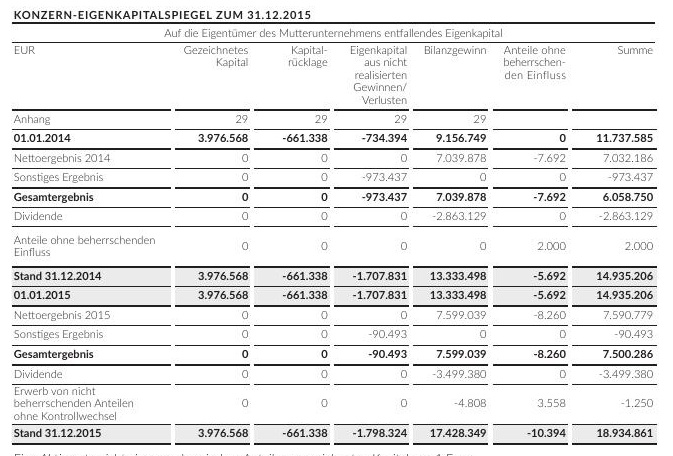 KONZERN-EIGENKAPITALSPIEGEL ZUM 31.12.2015
Auf die Eigentümer des Mutterunternehmens entfallendes Eigenkapital
EUR Gezeichnetes Kapital Kapital-rücklage Eigenkapital aus nicht realisierten Gewinnen/ Verlusten Bilanzgewinn Anteile ohne beherrschen-den Einfluss Summe
Anhang 29 29 29 29
01.01.2014 3.976.568 -661.338 -734.394 9.156.749 0 11.737.585
Nettoergebnis 2014 0 0 0 7.039.878 -7.692 7.032.186
Sonstiges Ergebnis 0 0 -973.437 0 0 -973.437
Gesamtergebnis 0 0 -973.437 7.039.878 -7.692 6.058.750
Dividende 0 0 0 -2.863.129 0 -2.863.129
Anteile ohne beherrschenden
Einfluss 0 0 0 0 2.000 2.000
Stand 31.12.2014 3.976.568 -661.338 -1.707.831 13.333.498 -5.692 14.935.206
01.01.2015 3.976.568 -661.338 -1.707.831 13.333.498 -5.692 14.935.206
Nettoergebnis 2015 0 0 0 7.599.039 -8.260 7.590.779
Sonstiges Ergebnis 0 0 -90.493 0 0 -90.493
Gesamtergebnis 0 0 -90.493 7.599.039 -8.260 7.500.286
Dividende 0 0 0 -3.499.380 0 -3.499.380
Erwerb von nicht
beherrschenden Anteilen 0 0 0 -4.808 3.558 -1.250
ohne Kontrollwechsel
Stand 31.12.2015 3.976.568 -661.338 -1.798.324 17.428.349 -10.394 18.934.861